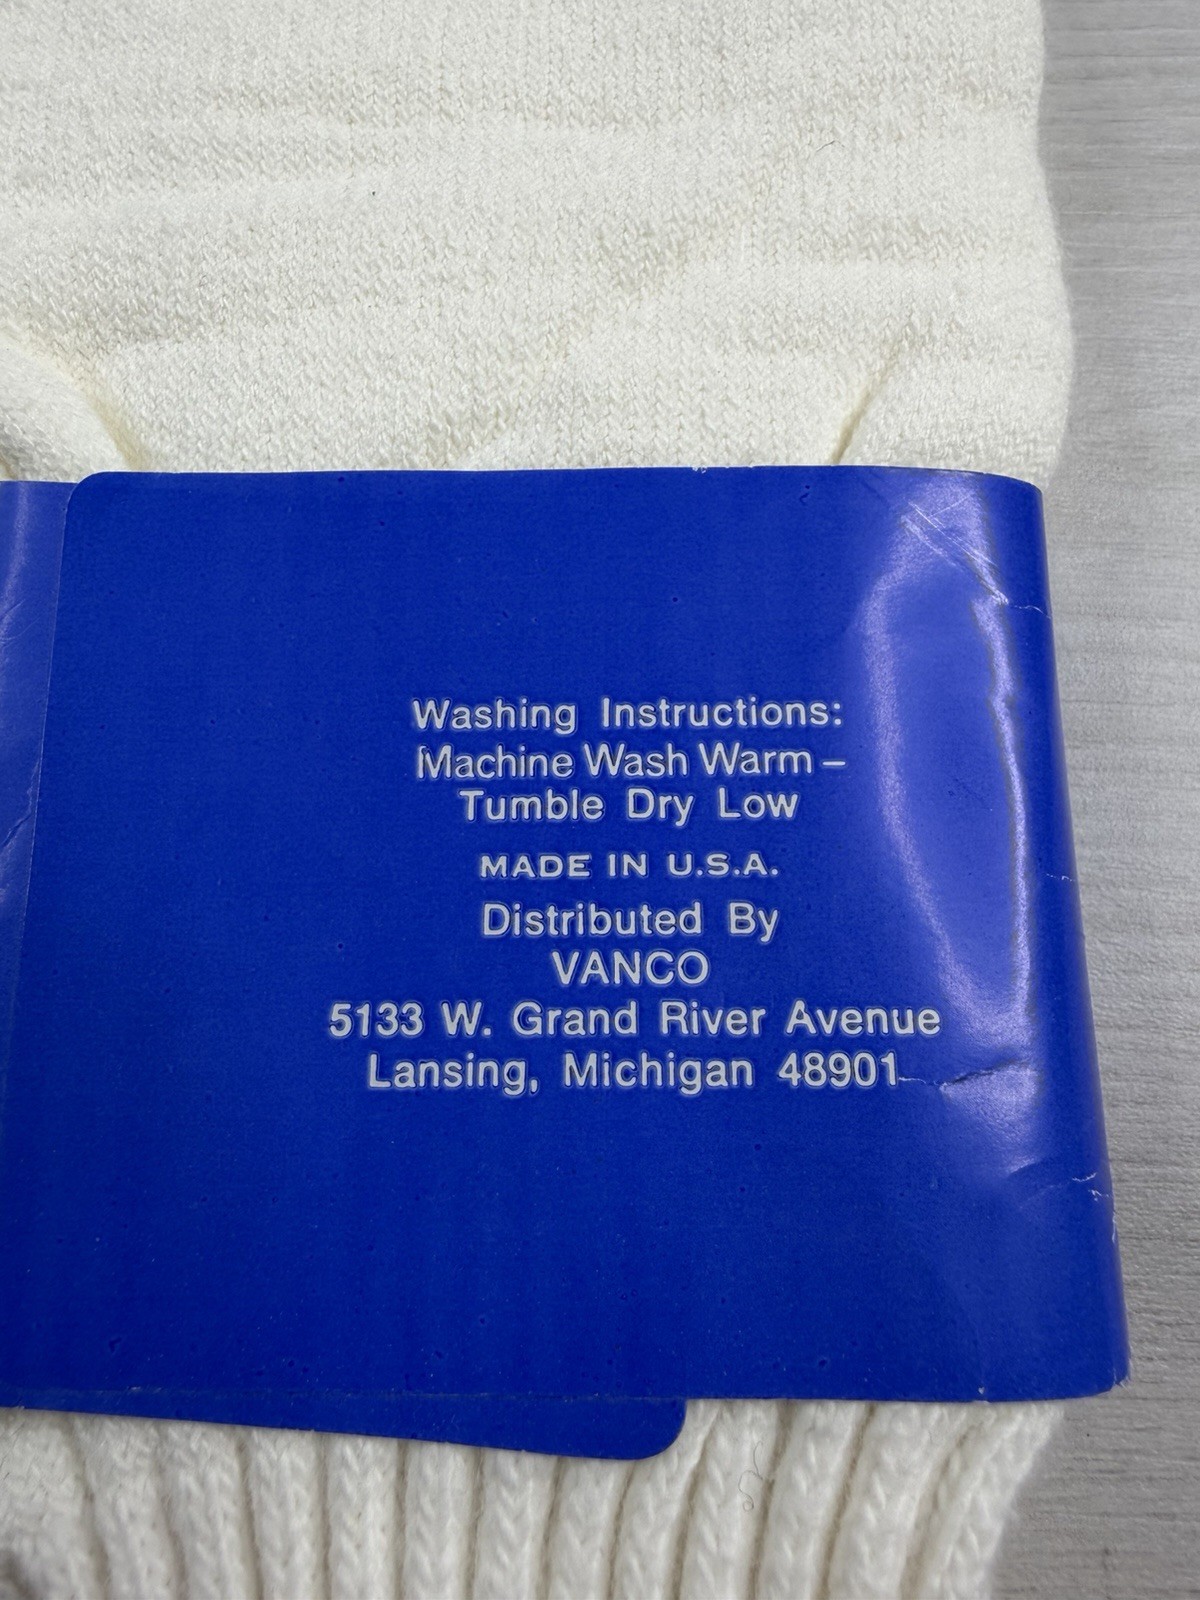 Washing Instructions:
Machine Wash Warm –
Tumble Dry Low
MADE IN U.S.A.
Distributed By
VANCO
5133 W. Grand River Avenue
Lansing, Michigan 48901